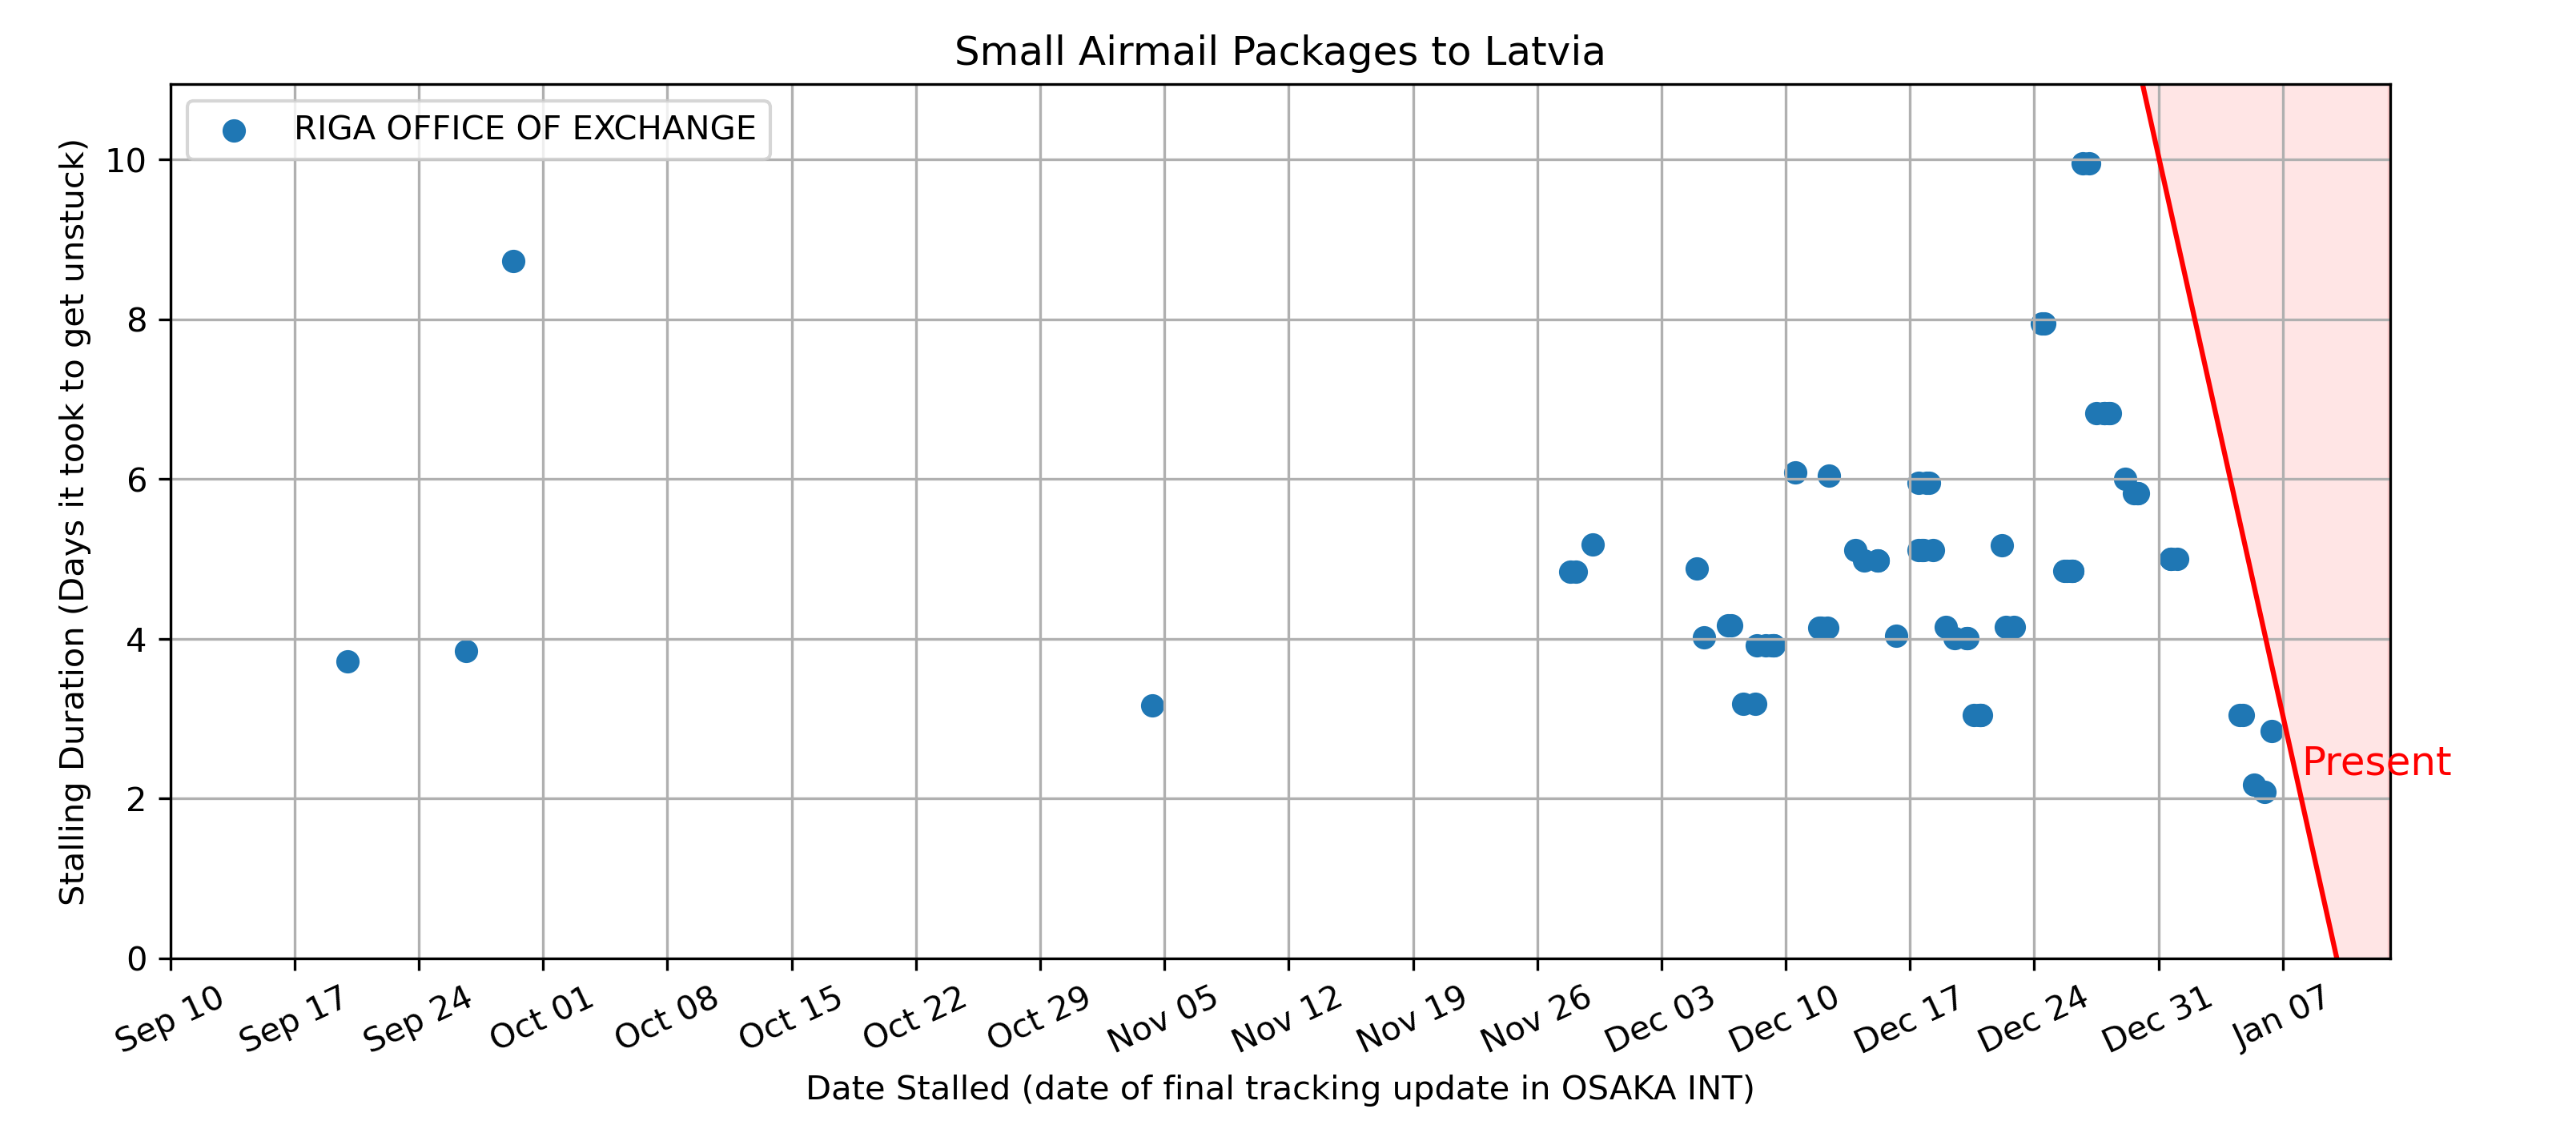 Small Airmail Packages to Latvia
RIGA OFFICE OF EXCHANGE
Stalling Duration (Days it took to get unstuck)
10
8
6
4
2
0
Present
Sep 10 Sep 17 Sep 24 Oct 01 Oct 08 Oct 15 Oct 22 Oct 29 Nov 05 Nov 12 Nov 19 Nov 26 Dec 03 Dec 10 Dec 17 Dec 24 Dec 31 Jan 07
Date Stalled (date of final tracking update in OSAKA INT)